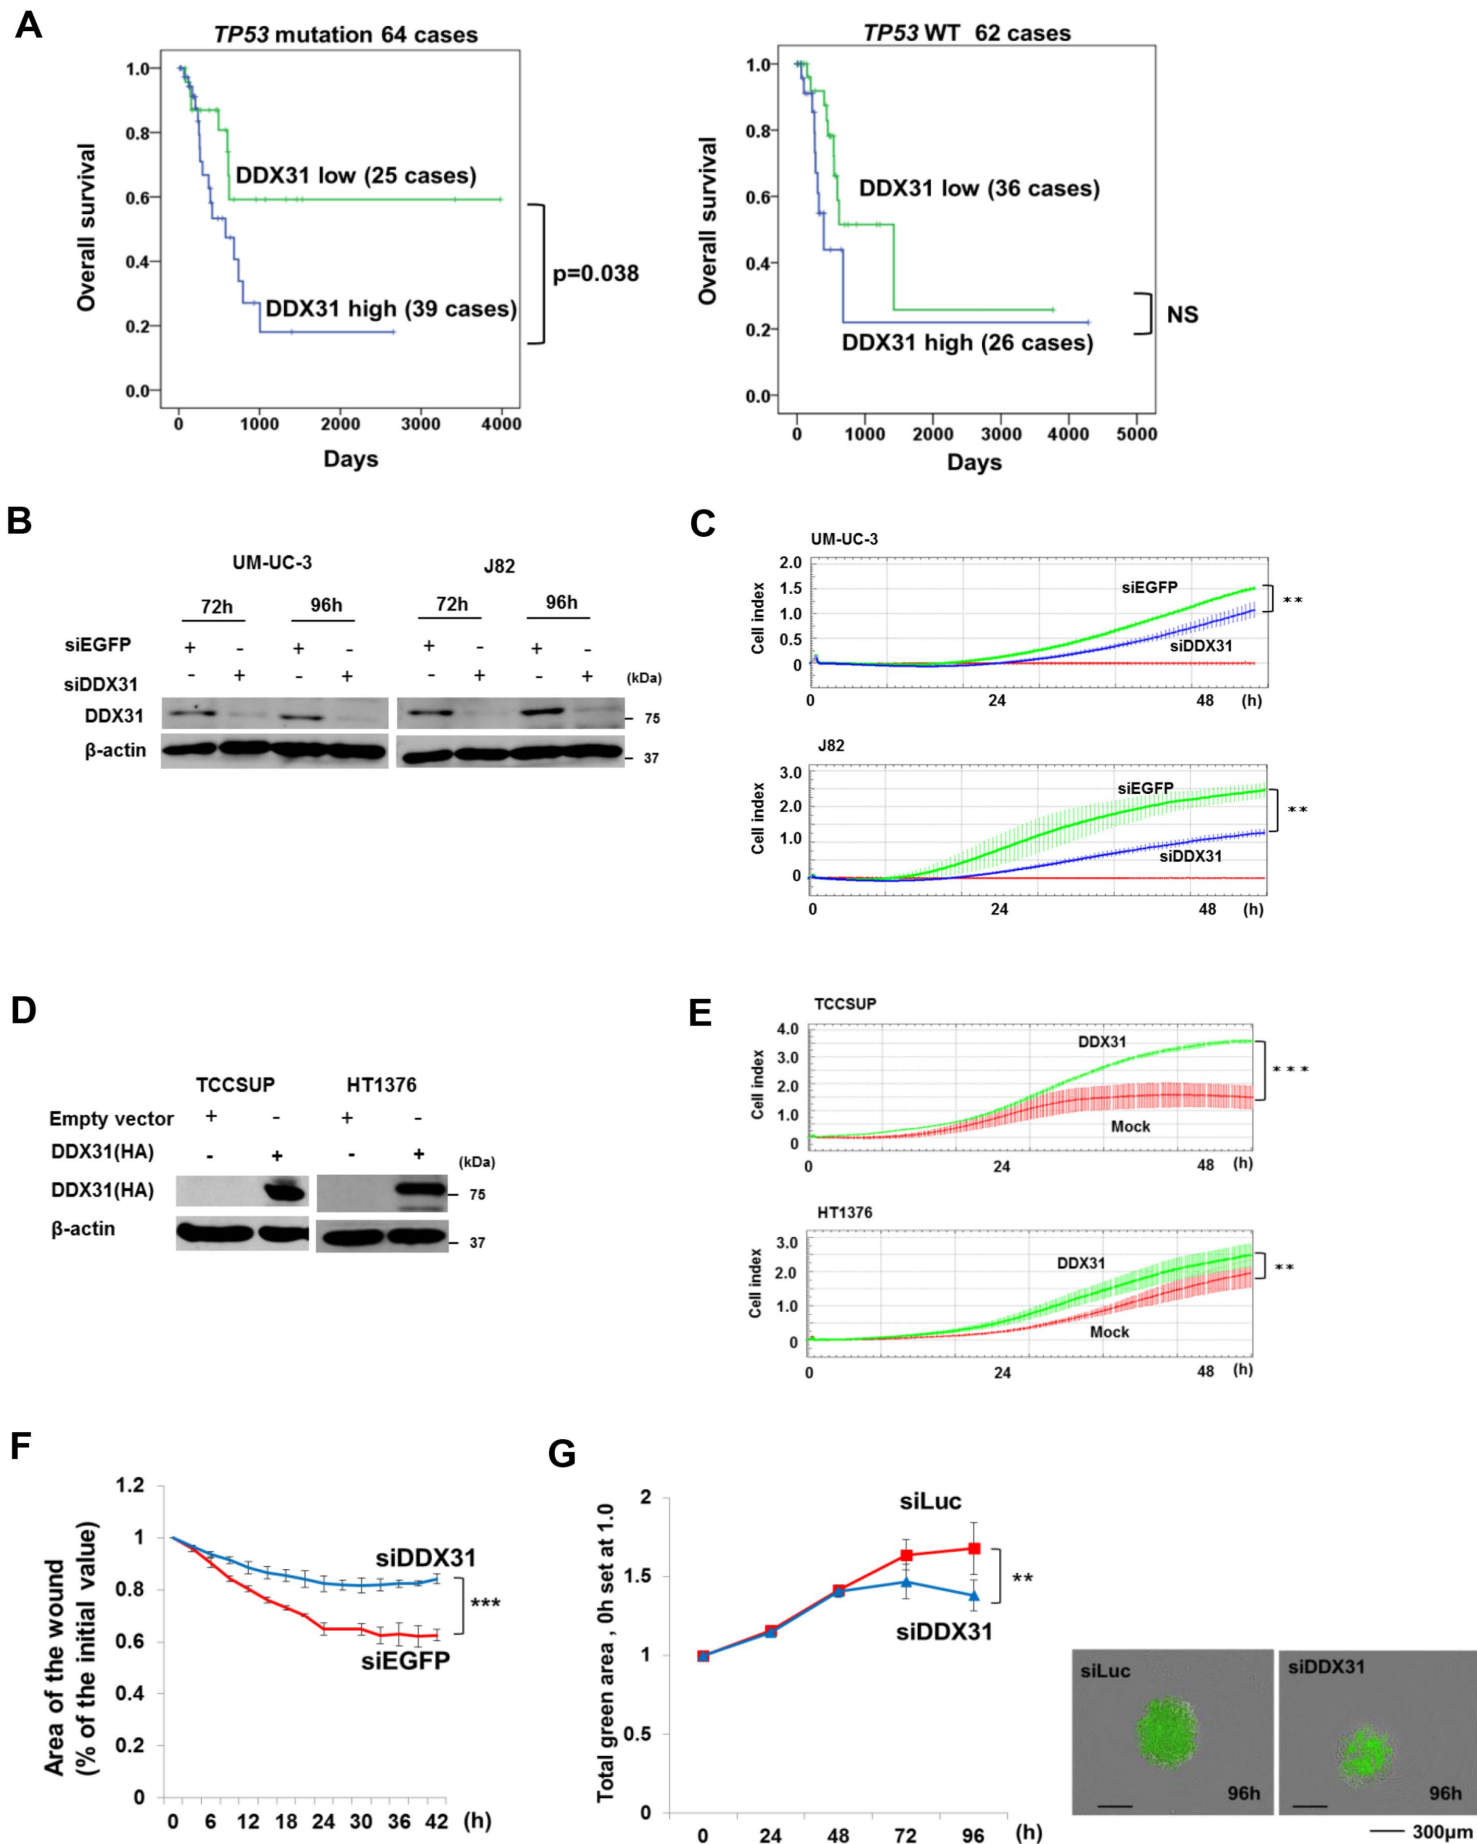 A
TP53 mutation 64 cases
TP53 WT 62 cases
Overall survival
1.0
0.8
0.6
0.4
0.2
0.0
DDX31 low (25 cases)
DDX31 high (39 cases)
p=0.038
0 1000 2000 3000 4000
Days
Overall survival
1.0
0.8
0.6
0.4
0.2
0.0
DDX31 low (36 cases)
DDX31 high (26 cases)
NS
0 1000 2000 3000 4000 5000
Days
B
UM-UC-3 J82
72h 96h 72h 96h
siEGFP + - + - + - + -
siDDX31 - + - + - + - + (kDa)
DDX31 75
β-actin 37
C
UM-UC-3
Cell index
2.0
1.5
1.0
0.5
0
siEGFP
siDDX31
**
0 24 48 (h)
J82
Cell index
3.0
2.0
1.0
0
siEGFP
siDDX31
**
0 24 48 (h)
D
TCCSUP HT1376
Empty vector + - + -
DDX31(HA) - + - + (kDa)
DDX31(HA) 75
β-actin 37
E
TCCSUP
Cell index
4.0
3.0
2.0
1.0
0
DDX31
Mock
***
0 24 48 (h)
HT1376
Cell index
3.0
2.0
1.0
0
DDX31
Mock
**
0 24 48 (h)
F
Area of the wound
(% of the initial value)
1.2
1
0.8
0.6
0.4
0.2
0
siDDX31
siEGFP
***
0 6 12 18 24 30 36 42 (h)
G
Total green area , 0h set at 1.0
2
1.5
1
0.5
0
siLuc
siDDX31
**
0 24 48 72 96 (h)
siLuc
96h
siDDX31
96h
300μm